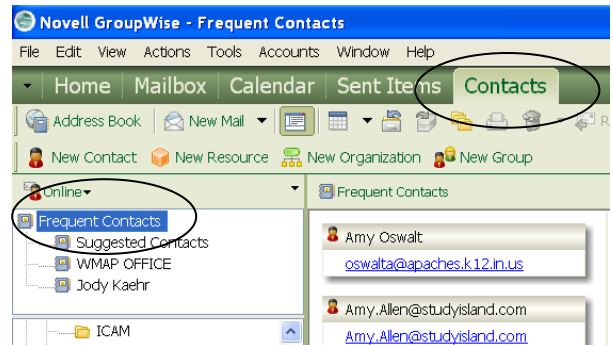 Novell GroupWise - Frequent Contacts
File Edit View Actions Tools Accounts Window Help
Home Mailbox Calendar Sent Items Contacts
Address Book New Mail R
New Contact New Resource New Organization New Group
Online
Frequent Contacts
Frequent Contacts
Suggested Contacts
WMAP OFFICE
Jody Kaehr
ICAM
Amy Oswalt
oswalta@apaches.k12.in.us
Amy.Allen@studyisland.com
Amy.Allen@studyisland.com